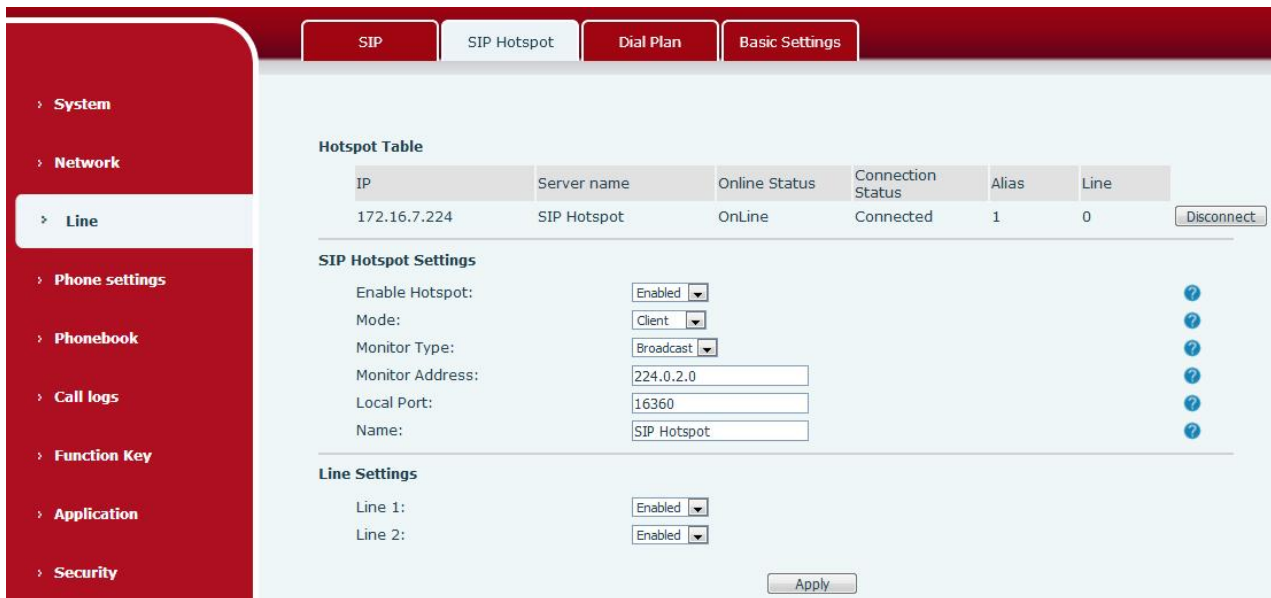 SIP SIP Hotspot Dial Plan Basic Settings
System
Network
Line
Phone settings
Phonebook
Call logs
Function Key
Application
Security
Hotspot Table
IP Server name Online Status Connection Status Alias Line
172.16.7.224 SIP Hotspot OnLine Connected 1 0 Disconnect
SIP Hotspot Settings
Enable Hotspot: Enabled
Mode: Client
Monitor Type: Broadcast
Monitor Address: 224.0.2.0
Local Port: 16360
Name: SIP Hotspot
Line Settings
Line 1: Enabled
Line 2: Enabled
Apply